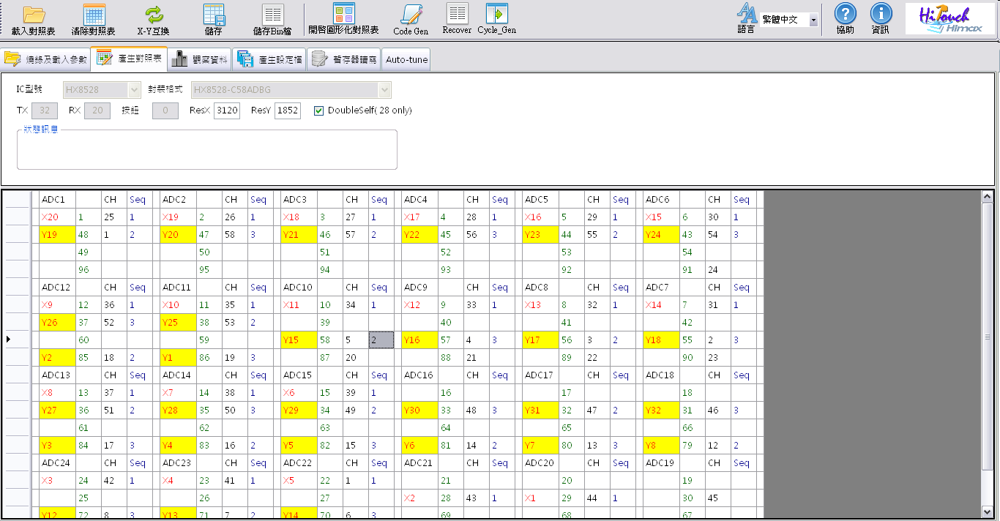 載入對照表 清除對照表 X-Y互換 儲存 儲存Bin檔 開啓圖形化對照表 Code Gen Recover Cycle_Gen 語言 繁體中文 協助 資訊 HiTouch Himax
燒錄及載入參數 產生對照表 觀察資料 產生設定檔 暫存器讀寫 Auto-tune
IC型號 HX8528 封裝格式 HX8528-C58ADBG
TX 32 RX 20 按鈕 0 ResX 3120 ResY 1852 DoubleSelf( 28 only)
狀態訊息
ADC1 CH Seq ADC2 CH Seq ADC3 CH Seq ADC4 CH Seq ADC5 CH Seq ADC6 CH Seq
X20 1 25 1 X19 2 26 1 X18 3 27 1 X17 4 28 1 X16 5 29 1 X15 6 30 1
Y19 48 1 2 Y20 47 58 3 Y21 46 57 2 Y22 45 56 3 Y23 44 55 2 Y24 43 54 3
49 50 51 52 53 54
96 95 94 93 92 91 24
ADC12 CH Seq ADC11 CH Seq ADC10 CH Seq ADC9 CH Seq ADC8 CH Seq ADC7 CH Seq
X9 12 36 1 X10 11 35 1 X11 10 34 1 X12 9 33 1 X13 8 32 1 X14 7 31 1
Y26 37 52 3 Y25 38 53 2 39 40 41 42
60 59 Y15 58 5 2 Y16 57 4 3 Y17 56 3 2 Y18 55 2 3
Y2 85 18 2 Y1 86 19 3 87 20 88 21 89 22 90 23
ADC13 CH Seq ADC14 CH Seq ADC15 CH Seq ADC16 CH Seq ADC17 CH Seq ADC18 CH Seq
X8 13 37 1 X7 14 38 1 X6 15 39 1 16 17 18
Y27 36 51 2 Y28 35 50 3 Y29 34 49 2 Y30 33 48 3 Y31 32 47 2 Y32 31 46 3
61 62 63 64 65 66
Y3 84 17 3 Y4 83 16 2 Y5 82 15 3 Y6 81 14 2 Y7 80 13 3 Y8 79 12 2
ADC24 CH Seq ADC23 CH Seq ADC22 CH Seq ADC21 CH Seq ADC20 CH Seq ADC19 CH Seq
X3 24 42 1 X4 23 41 1 X5 22 1 1 21 20 19
25 26 27 X2 28 43 1 X1 29 44 1 30 45
Y12 72 8 3 Y13 71 7 2 Y14 70 6 3 69 68 67